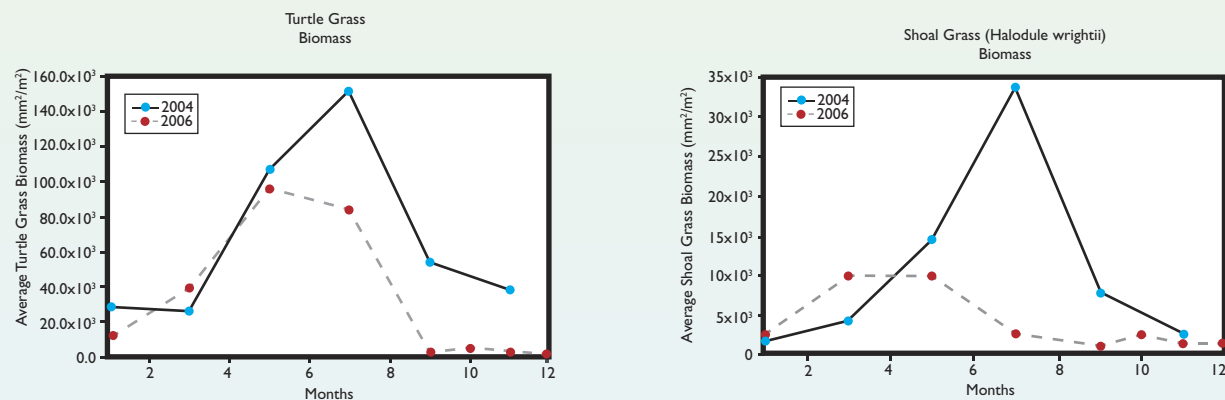 Turtle Grass
Biomass
Average Turtle Grass Biomass (mm²/m²)
160.0x10³
140.0x10³
120.0x10³
100.0x10³
80.0x10³
60.0x10³
40.0x10³
20.0x10³
0.0
2004
2006
2
4
6
8
10
12
Months
Shoal Grass (Halodule wrightii)
Biomass
Average Shoal Grass Biomass (mm²/m²)
35x10³
30x10³
25x10³
20x10³
15x10³
10x10³
5x10³
0
2004
2006
2
4
6
8
10
12
Months